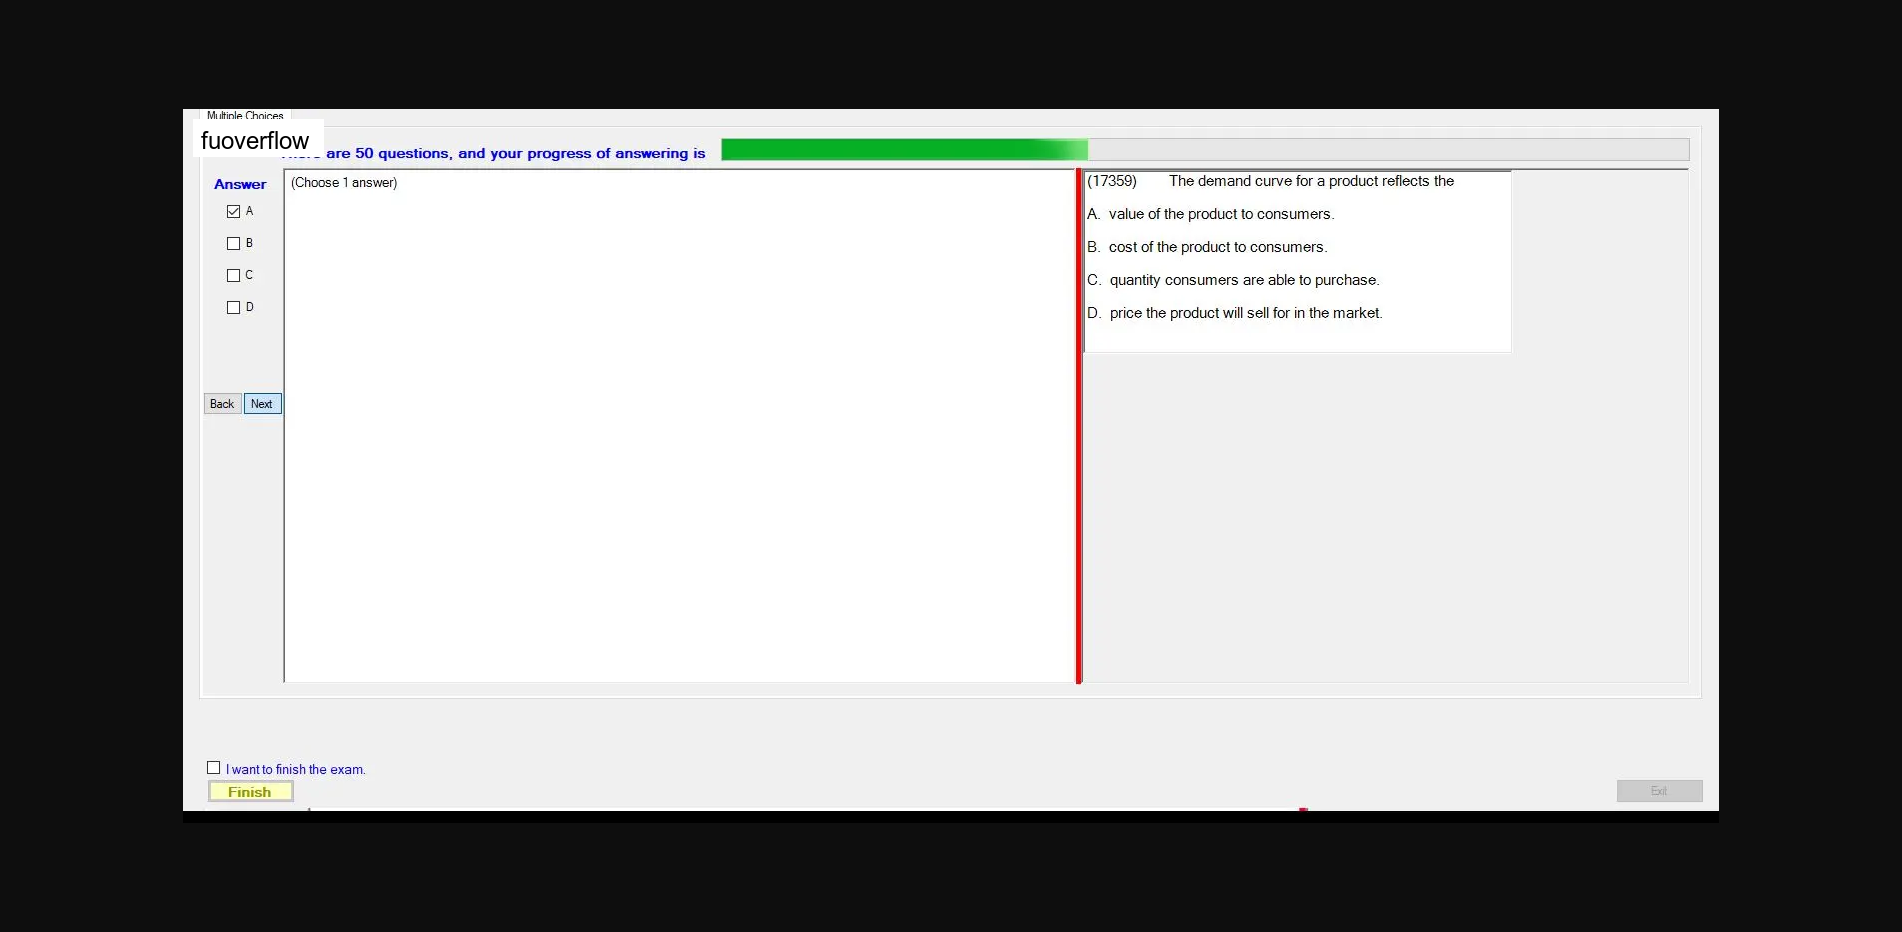 Multiple Choices
fuoverflow
are 50 questions, and your progress of answering is
Answer
(Choose 1 answer)
A
B
C
D
Back Next
(17359) The demand curve for a product reflects the
A. value of the product to consumers.
B. cost of the product to consumers.
C. quantity consumers are able to purchase.
D. price the product will sell for in the market.
I want to finish the exam.
Finish
Exit